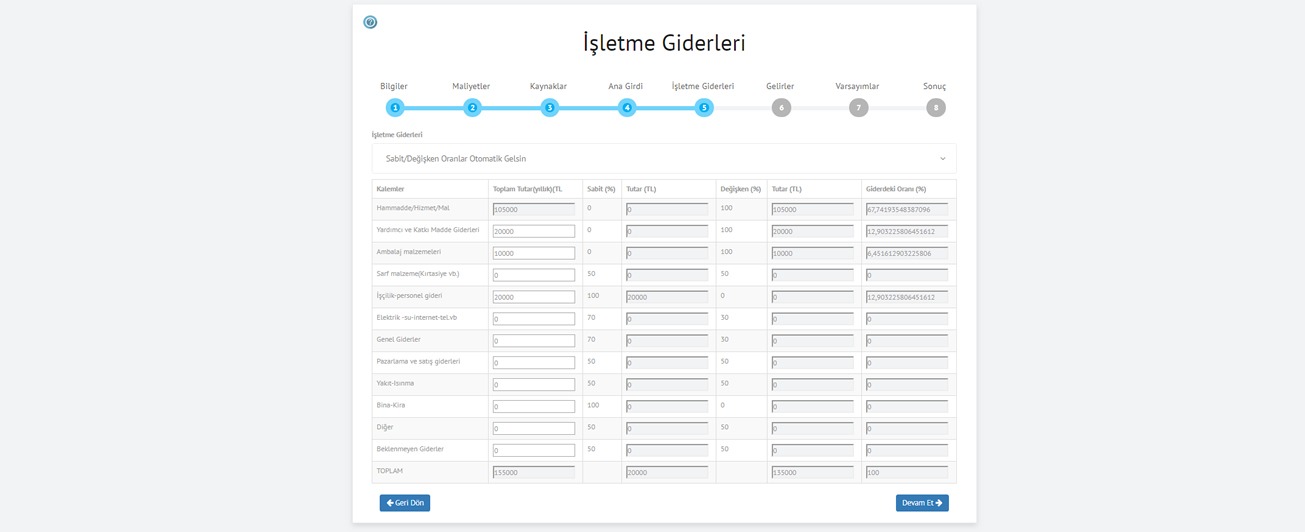 İşletme Giderleri
Bilgiler Maliyetler Kaynaklar Ana Girdi İşletme Giderleri Gelirler Varsayımlar Sonuç
1 2 3 4 5 6 7 8
İşletme Giderleri
Sabit/Değişken Oranlar Otomatik Gelsin
Kalemler Toplam Tutar(yıllık)(TL Sabit (%) Tutar (TL) Değişken (%) Tutar (TL) Giderdeki Oranı (%)
Hammadde/Hizmet/Mal 105000 0 0 100 105000 67,74193548387096
Yardımcı ve Katkı Madde Giderleri 20000 0 0 100 20000 12,903225806451612
Ambalaj malzemeleri 10000 0 0 100 10000 6,451612903225806
Sarf malzeme(Kırtasiye vb.) 0 50 0 50 0 0
İşçilik-personel gideri 20000 100 20000 0 0 12,903225806451612
Elektrik -su-internet-tel.vb 0 70 0 30 0 0
Genel Giderler 0 70 0 30 0 0
Pazarlama ve satış giderleri 0 50 0 50 0 0
Yakıt-Isınma 0 50 0 50 0 0
Bina-Kira 0 100 0 0 0 0
Diğer 0 50 0 50 0 0
Beklenmeyen Giderler 0 50 0 50 0 0
TOPLAM 155000 20000 135000 100
Geri Dön Devam Et